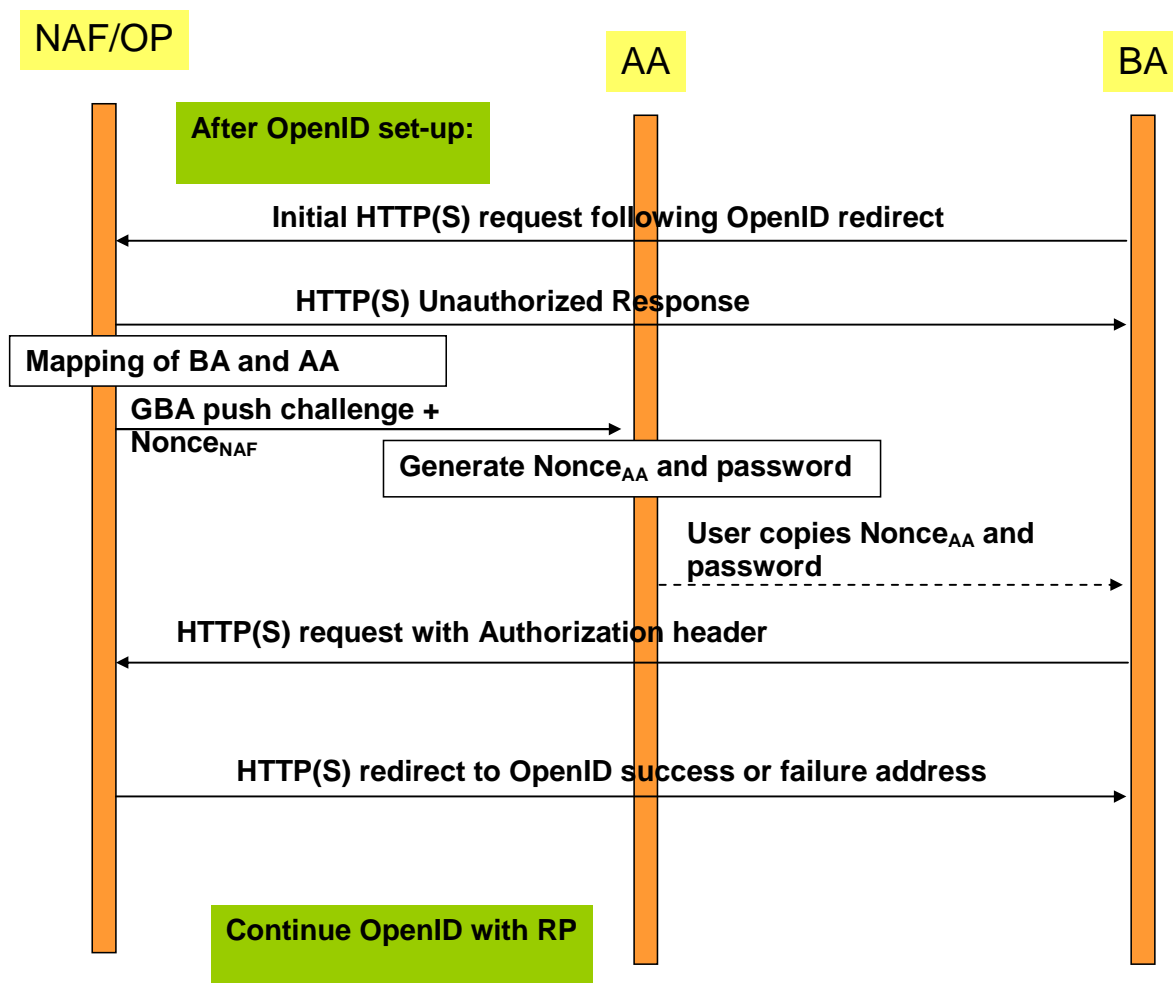 NAF/OP
AA
BA
After OpenID set-up:
Initial HTTP(S) request following OpenID redirect
HTTP(S) Unauthorized Response
Mapping of BA and AA
GBA push challenge +
NonceNAF
Generate NonceAA and password
User copies NonceAA and
password
HTTP(S) request with Authorization header
HTTP(S) redirect to OpenID success or failure address
Continue OpenID with RP